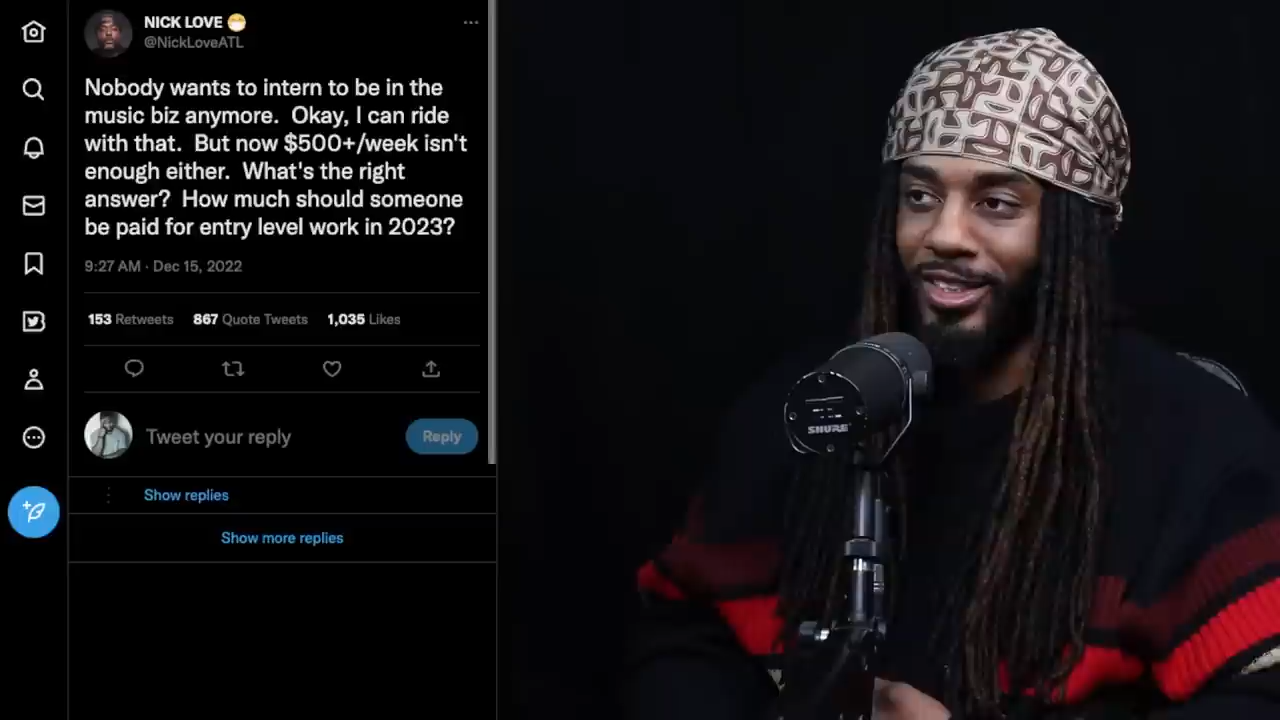 NICK LOVE 😁
@NickLoveATL
Nobody wants to intern to be in the
music biz anymore. Okay, I can ride
with that. But now $500+/week isn't
enough either. What's the right
answer? How much should someone
be paid for entry level work in 2023?
9:27 AM · Dec 15, 2022
153 Retweets 867 Quote Tweets 1,035 Likes
Tweet your reply
Reply
Show replies
Show more replies
SHURE